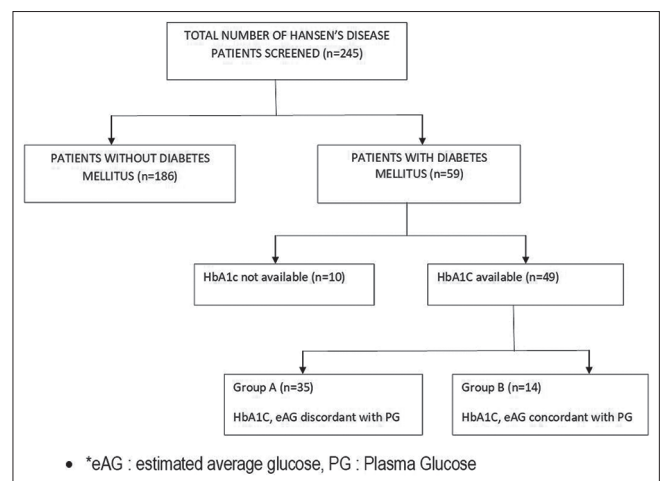 TOTAL NUMBER OF HANSEN'S DISEASE
PATIENTS SCREENED (n=245)
PATIENTS WITHOUT DIABETES
MELLITUS (n=186)
PATIENTS WITH DIABETES
MELLITUS (n=59)
HbA1c not available (n=10)
HbA1C available (n=49)
Group A (n=35)
HbA1C, eAG discordant with PG
Group B (n=14)
HbA1C, eAG concordant with PG
• *eAG : estimated average glucose, PG : Plasma Glucose